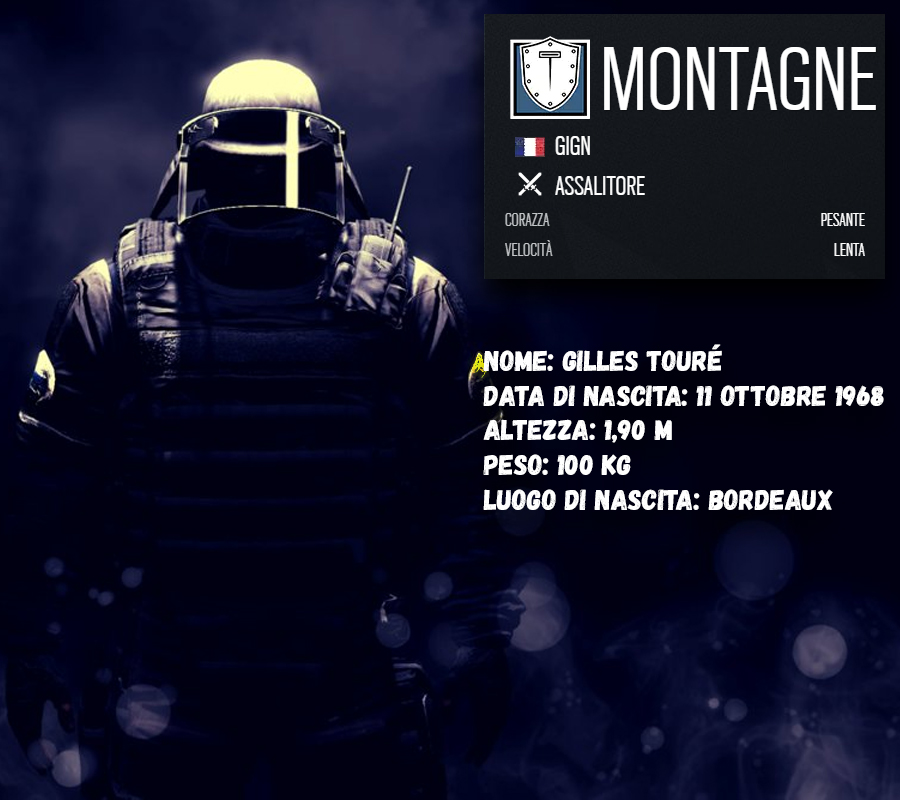 MONTAGNE
GIGN
ASSALITORE
CORAZZA PESANTE
VELOCITÀ LENTA
NOME: GILLES TOURÉ
DATA DI NASCITA: 11 OTTOBRE 1968
ALTEZZA: 1,90 M
PESO: 100 KG
LUOGO DI NASCITA: BORDEAUX